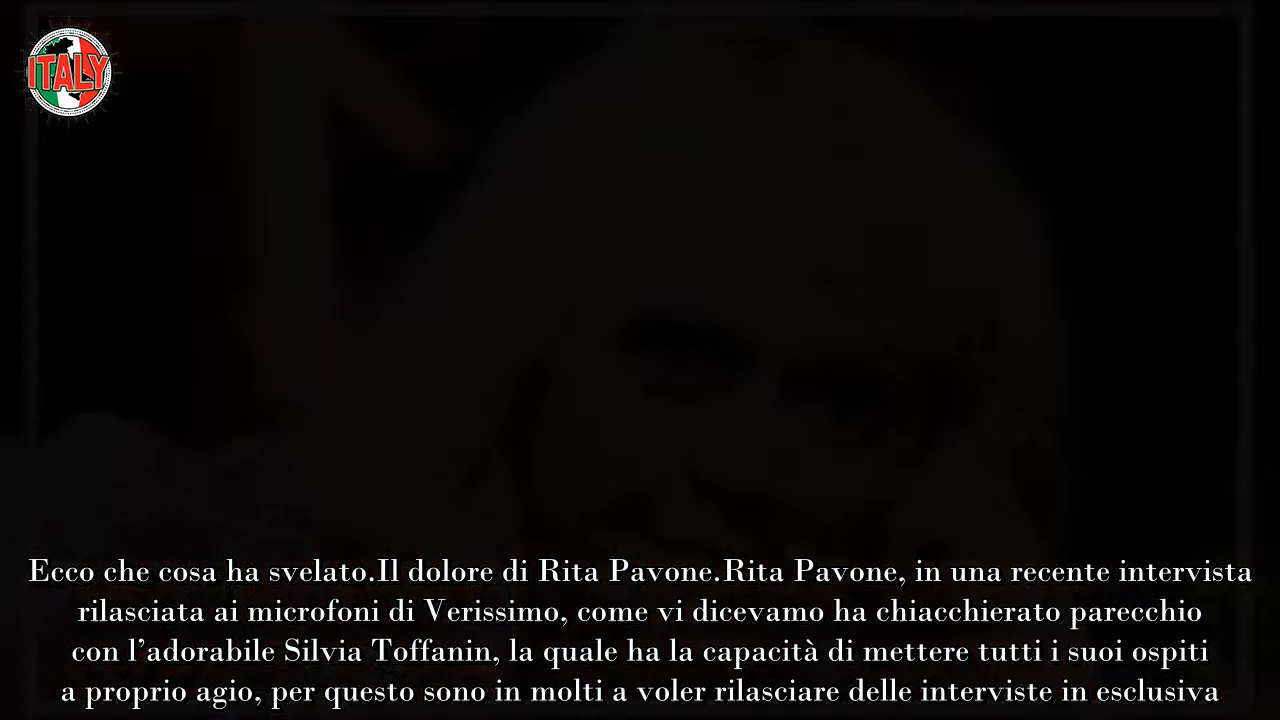 ITALY
Ecco che cosa ha svelato.Il dolore di Rita Pavone.Rita Pavone, in una recente intervista
rilasciata ai microfoni di Verissimo, come vi dicevamo ha chiacchierato parecchio
con l’adorabile Silvia Toffanin, la quale ha la capacità di mettere tutti i suoi ospiti
a proprio agio, per questo sono in molti a voler rilasciare delle interviste in esclusiva